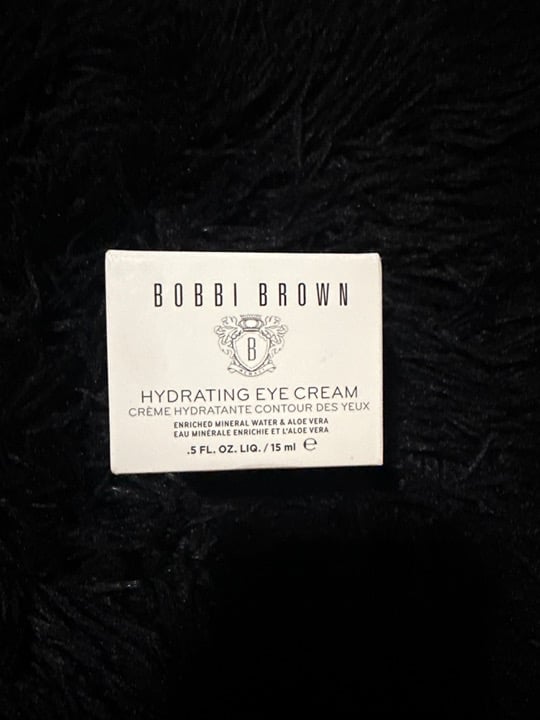 BOBBI BROWN
B
HYDRATING EYE CREAM
CRÈME HYDRATANTE CONTOUR DES YEUX
ENRICHED MINERAL WATER & ALOE VERA
EAU MINÉRALE ENRICHIE ET L'ALOE VERA
.5 FL. OZ. LIQ. / 15 ml ℮